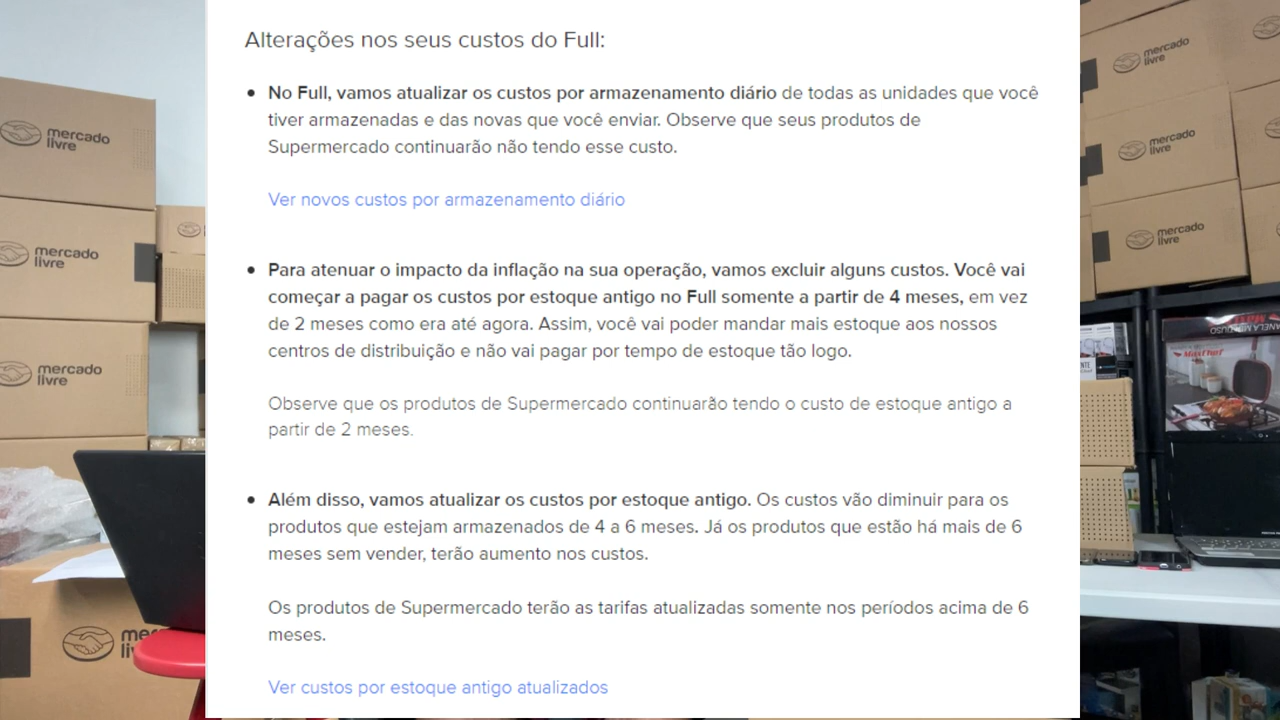 Alterações nos seus custos do Full:
No Full, vamos atualizar os custos por armazenamento diário de todas as unidades que você
tiver armazenadas e das novas que você enviar. Observe que seus produtos de
Supermercado continuarão não tendo esse custo.
Ver novos custos por armazenamento diário
Para atenuar o impacto da inflação na sua operação, vamos excluir alguns custos. Você vai
começar a pagar os custos por estoque antigo no Full somente a partir de 4 meses, em vez
de 2 meses como era até agora. Assim, você vai poder mandar mais estoque aos nossos
centros de distribuição e não vai pagar por tempo de estoque tão logo.
Observe que os produtos de Supermercado continuarão tendo o custo de estoque antigo a
partir de 2 meses.
Além disso, vamos atualizar os custos por estoque antigo. Os custos vão diminuir para os
produtos que estejam armazenados de 4 a 6 meses. Já os produtos que estão há mais de 6
meses sem vender, terão aumento nos custos.
Os produtos de Supermercado terão as tarifas atualizadas somente nos períodos acima de 6
meses.
Ver custos por estoque antigo atualizados
mercado
livre
mercado
livre
mercado
livre
mercado
livre
mercado
livre
mercado
livre
MaxChef